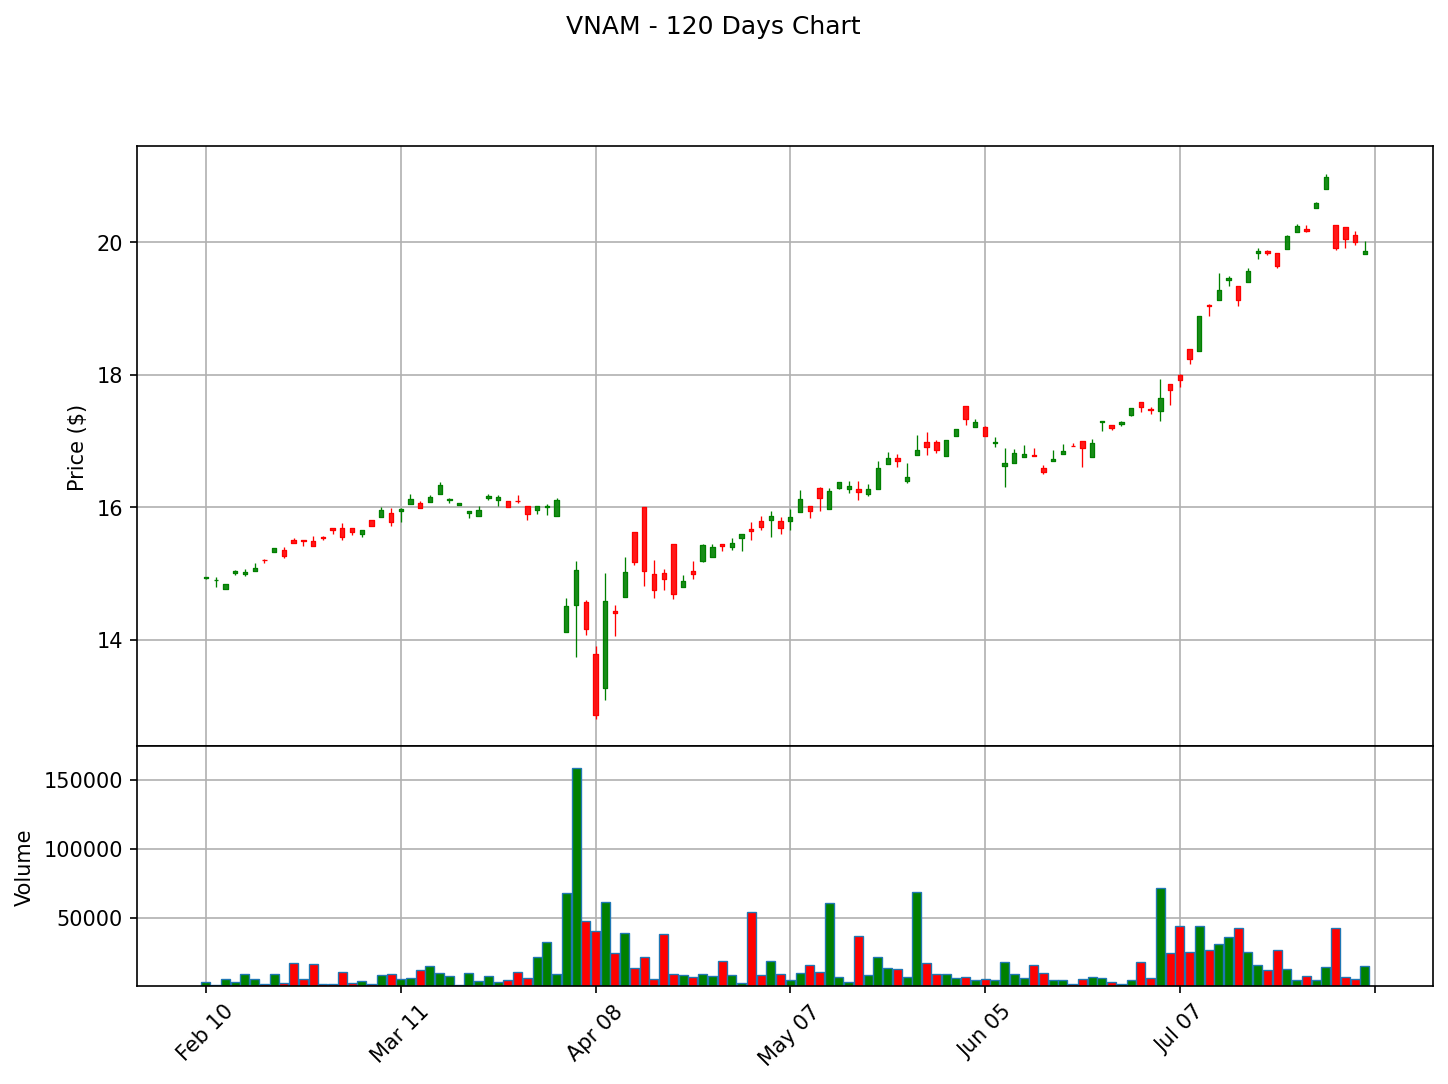 VNAM - 120 Days Chart
Price ($)
20
18
16
14
Volume
150000
100000
50000
Feb 10
Mar 11
Apr 08
May 07
Jun 05
Jul 07